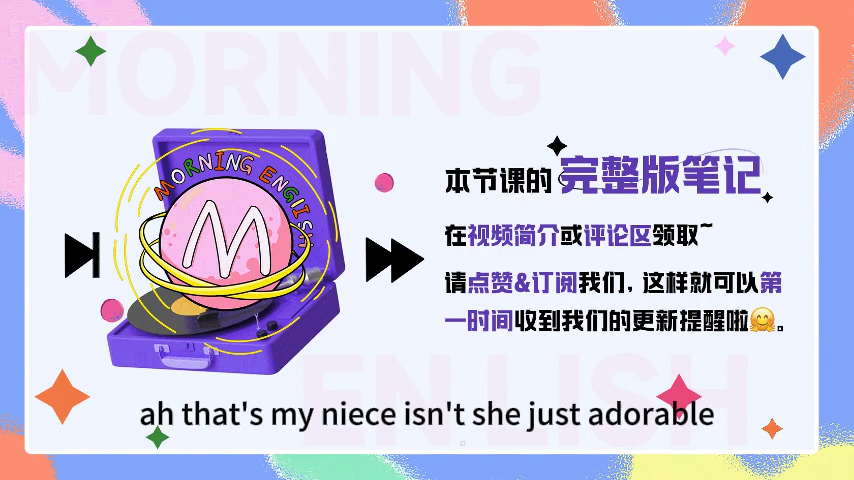 MORNING
MORNING ENGLISH
M
本节课的 完整版笔记
在视频简介或评论区领取~
请点赞&订阅我们，这样就可以第
一时间收到我们的更新提醒啦🤗。
EN LISH
ah that's my niece isn't she just adorable